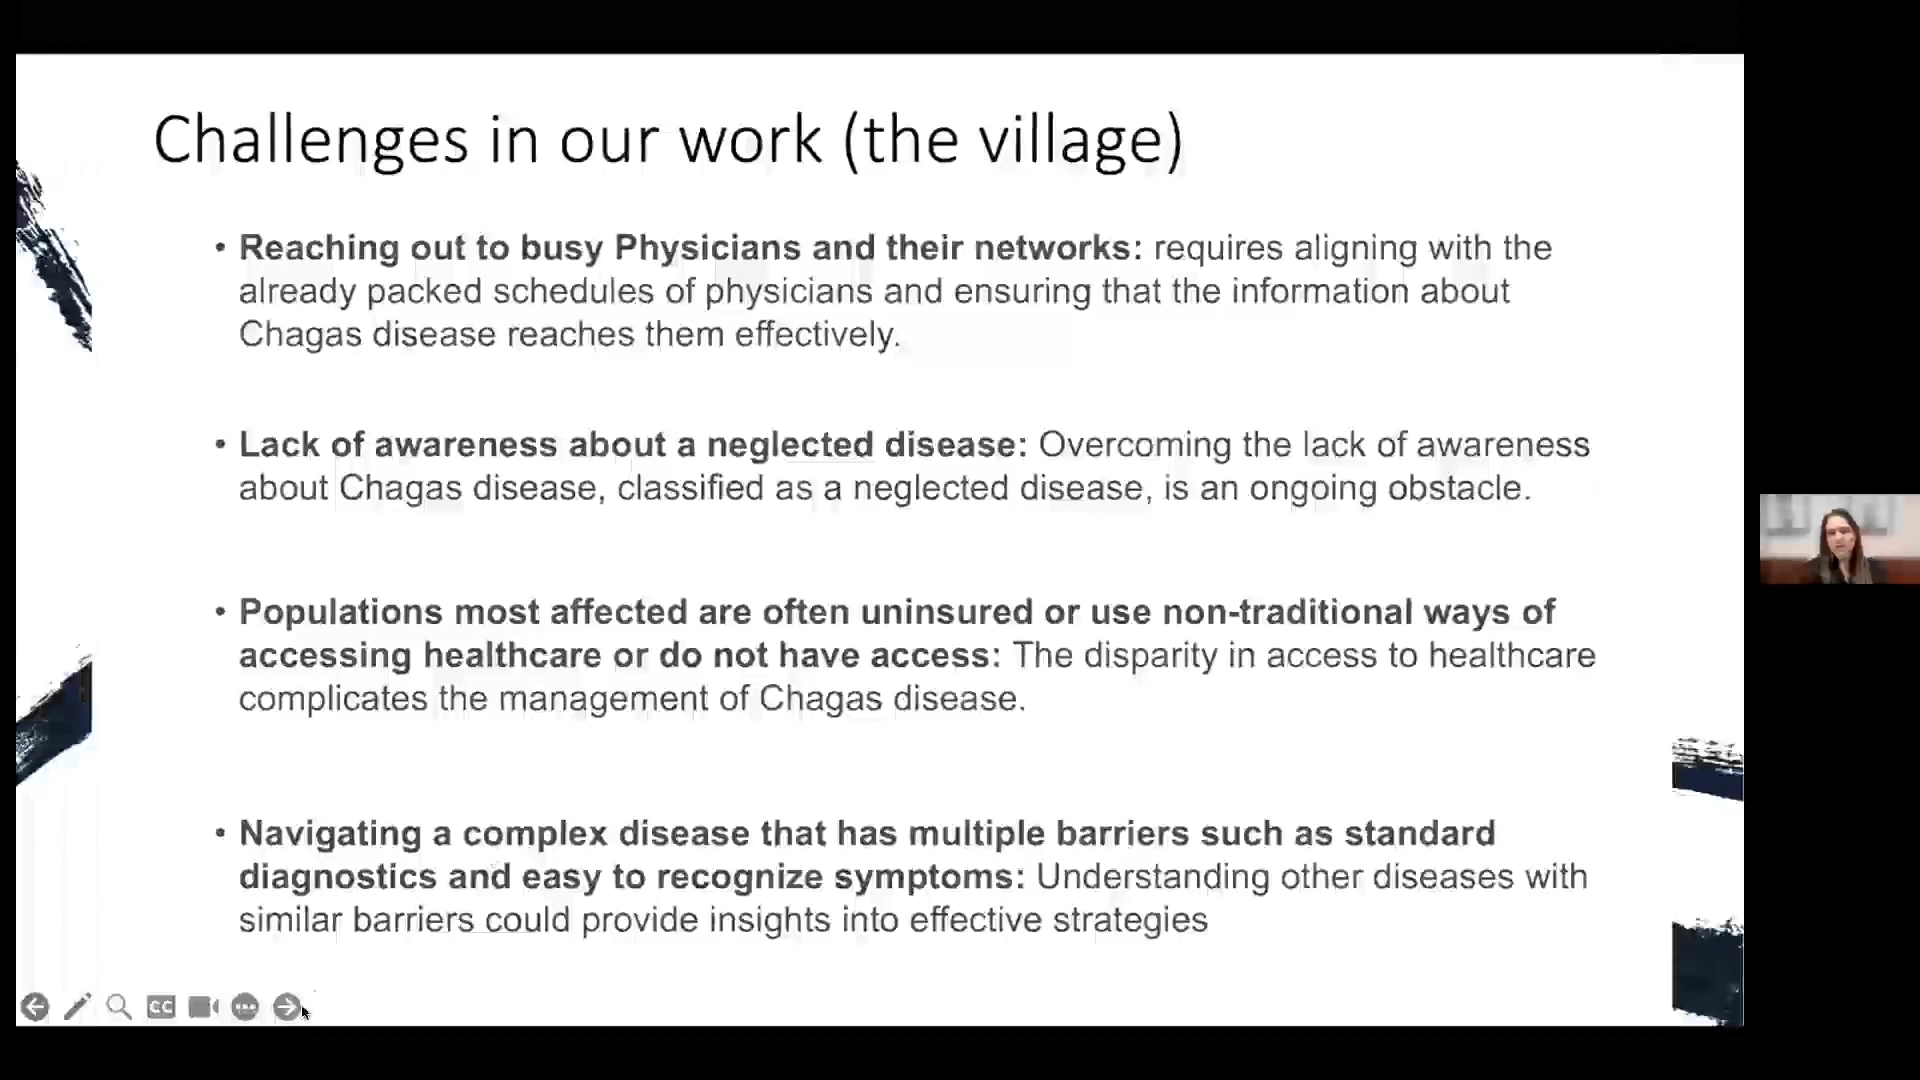 Challenges in our work (the village)
• Reaching out to busy Physicians and their networks: requires aligning with the
already packed schedules of physicians and ensuring that the information about
Chagas disease reaches them effectively.
• Lack of awareness about a neglected disease: Overcoming the lack of awareness
about Chagas disease, classified as a neglected disease, is an ongoing obstacle.
• Populations most affected are often uninsured or use non-traditional ways of
accessing healthcare or do not have access: The disparity in access to healthcare
complicates the management of Chagas disease.
• Navigating a complex disease that has multiple barriers such as standard
diagnostics and easy to recognize symptoms: Understanding other diseases with
similar barriers could provide insights into effective strategies
CC